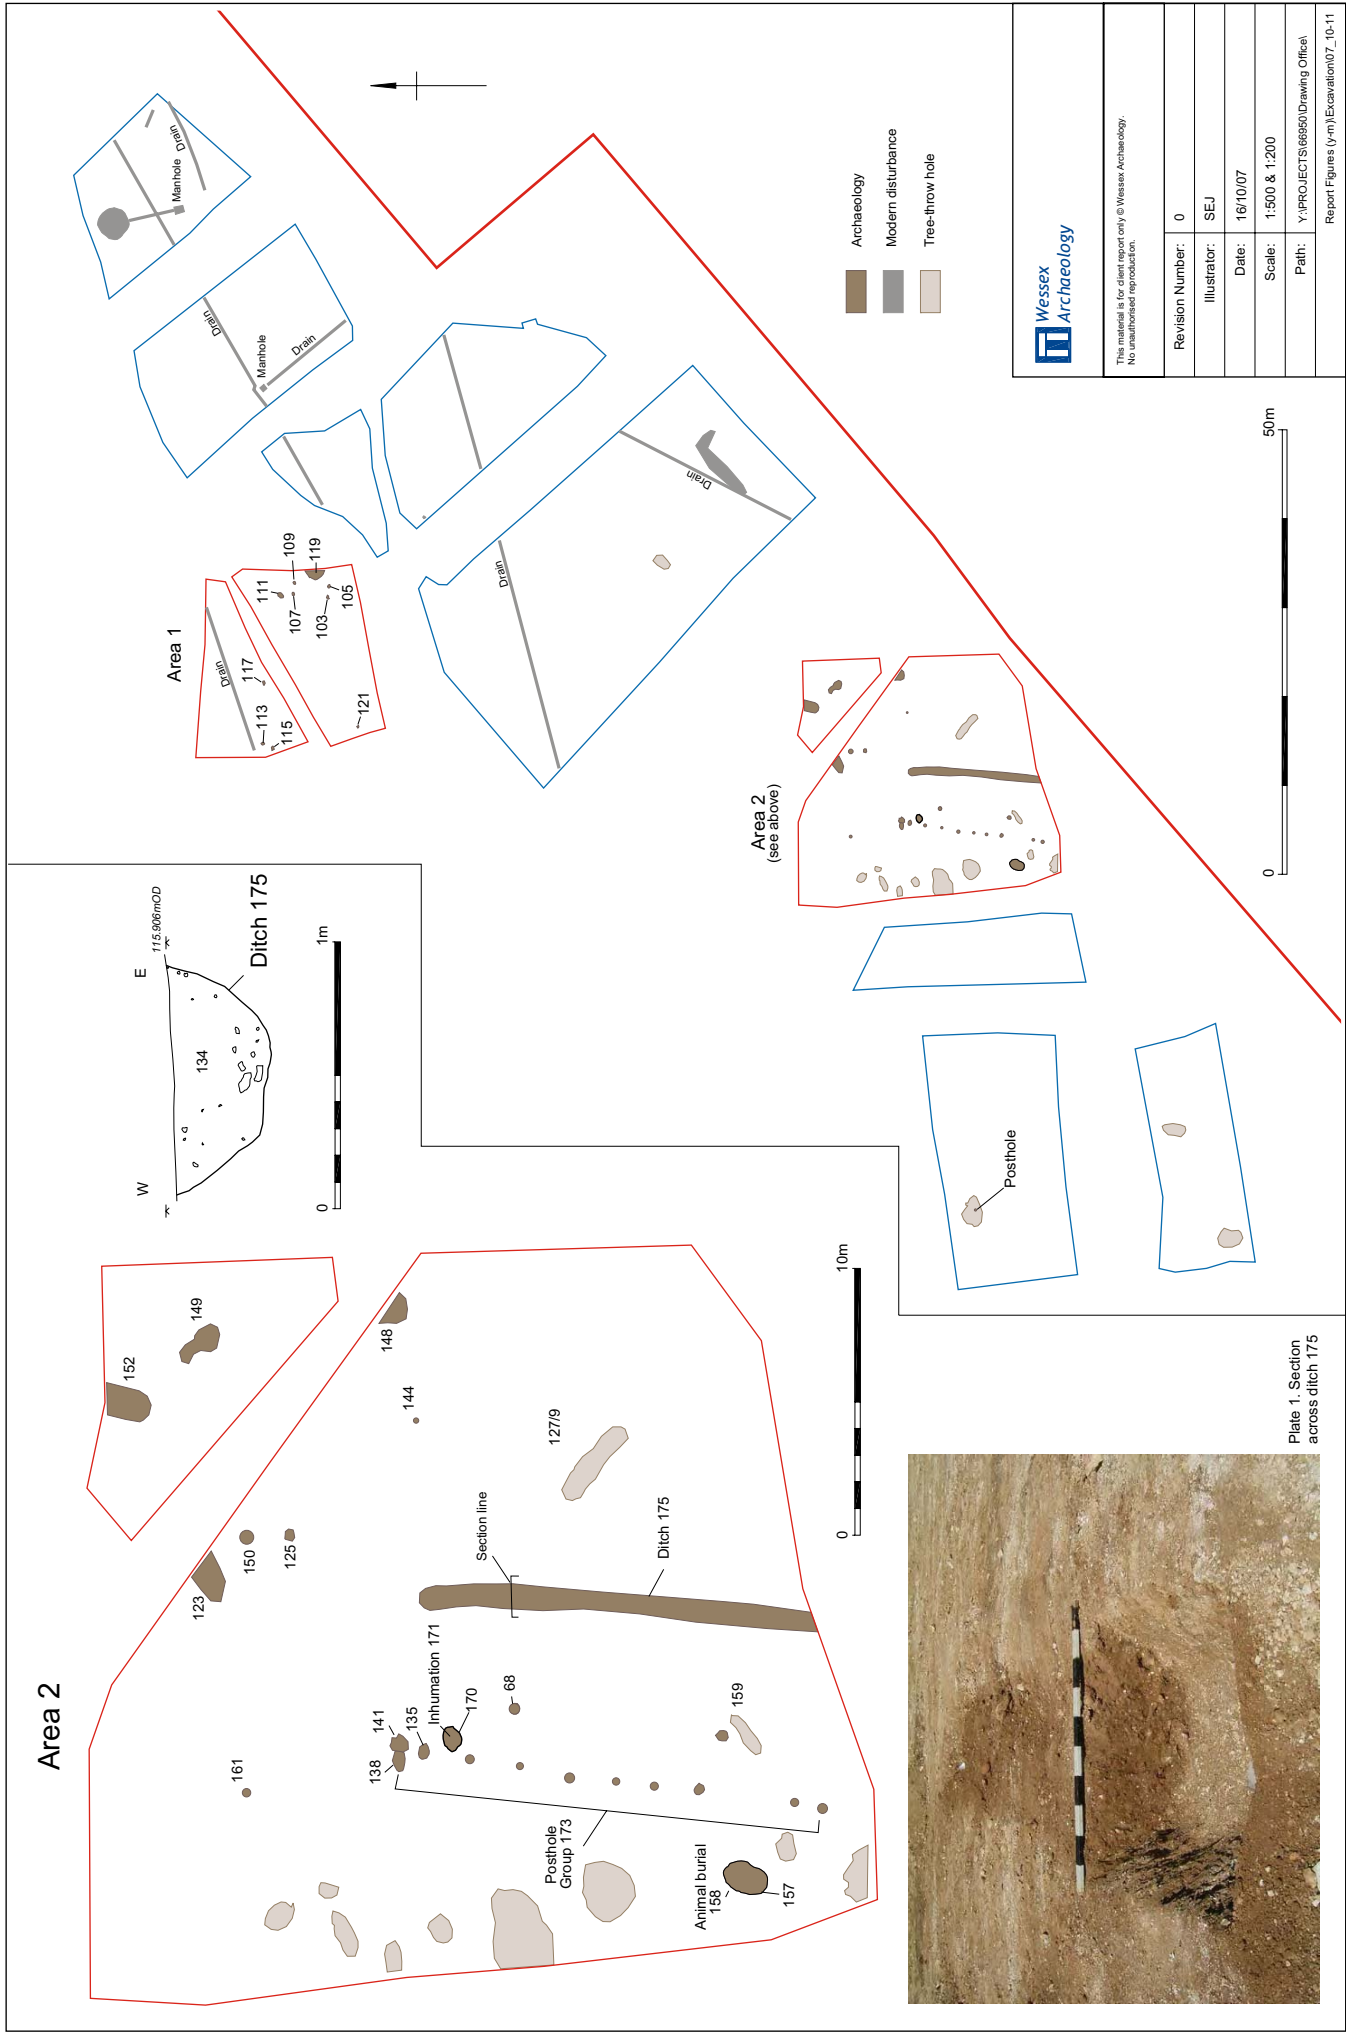 Area 2
152
149
148
144
127/9
123
150
125
161
Section line
Ditch 175
141
138
135
Inhumation 171
170
68
159
Posthole
Group 173
Animal burial
158
157
0
10m
W
E
115.906mOD
134
Ditch 175
0
1m
Plate 1. Section
across ditch 175
Area 1
Drain
113
115
117
111
109
107
119
103
105
121
Drain
Manhole
Drain
Manhole
Drain
Drain
Drain
Area 2
(see above)
Posthole
0
50m
Archaeology
Modern disturbance
Tree-throw hole
Wessex
Archaeology
This material is for client report only © Wessex Archaeology.
No unauthorised reproduction.
Revision Number: 0
Illustrator: SEJ
Date: 16/10/07
Scale: 1:500 & 1:200
Path: Y:\PROJECTS\66950\Drawing Office\
Report Figures (y-m)\Excavation\07_10-11